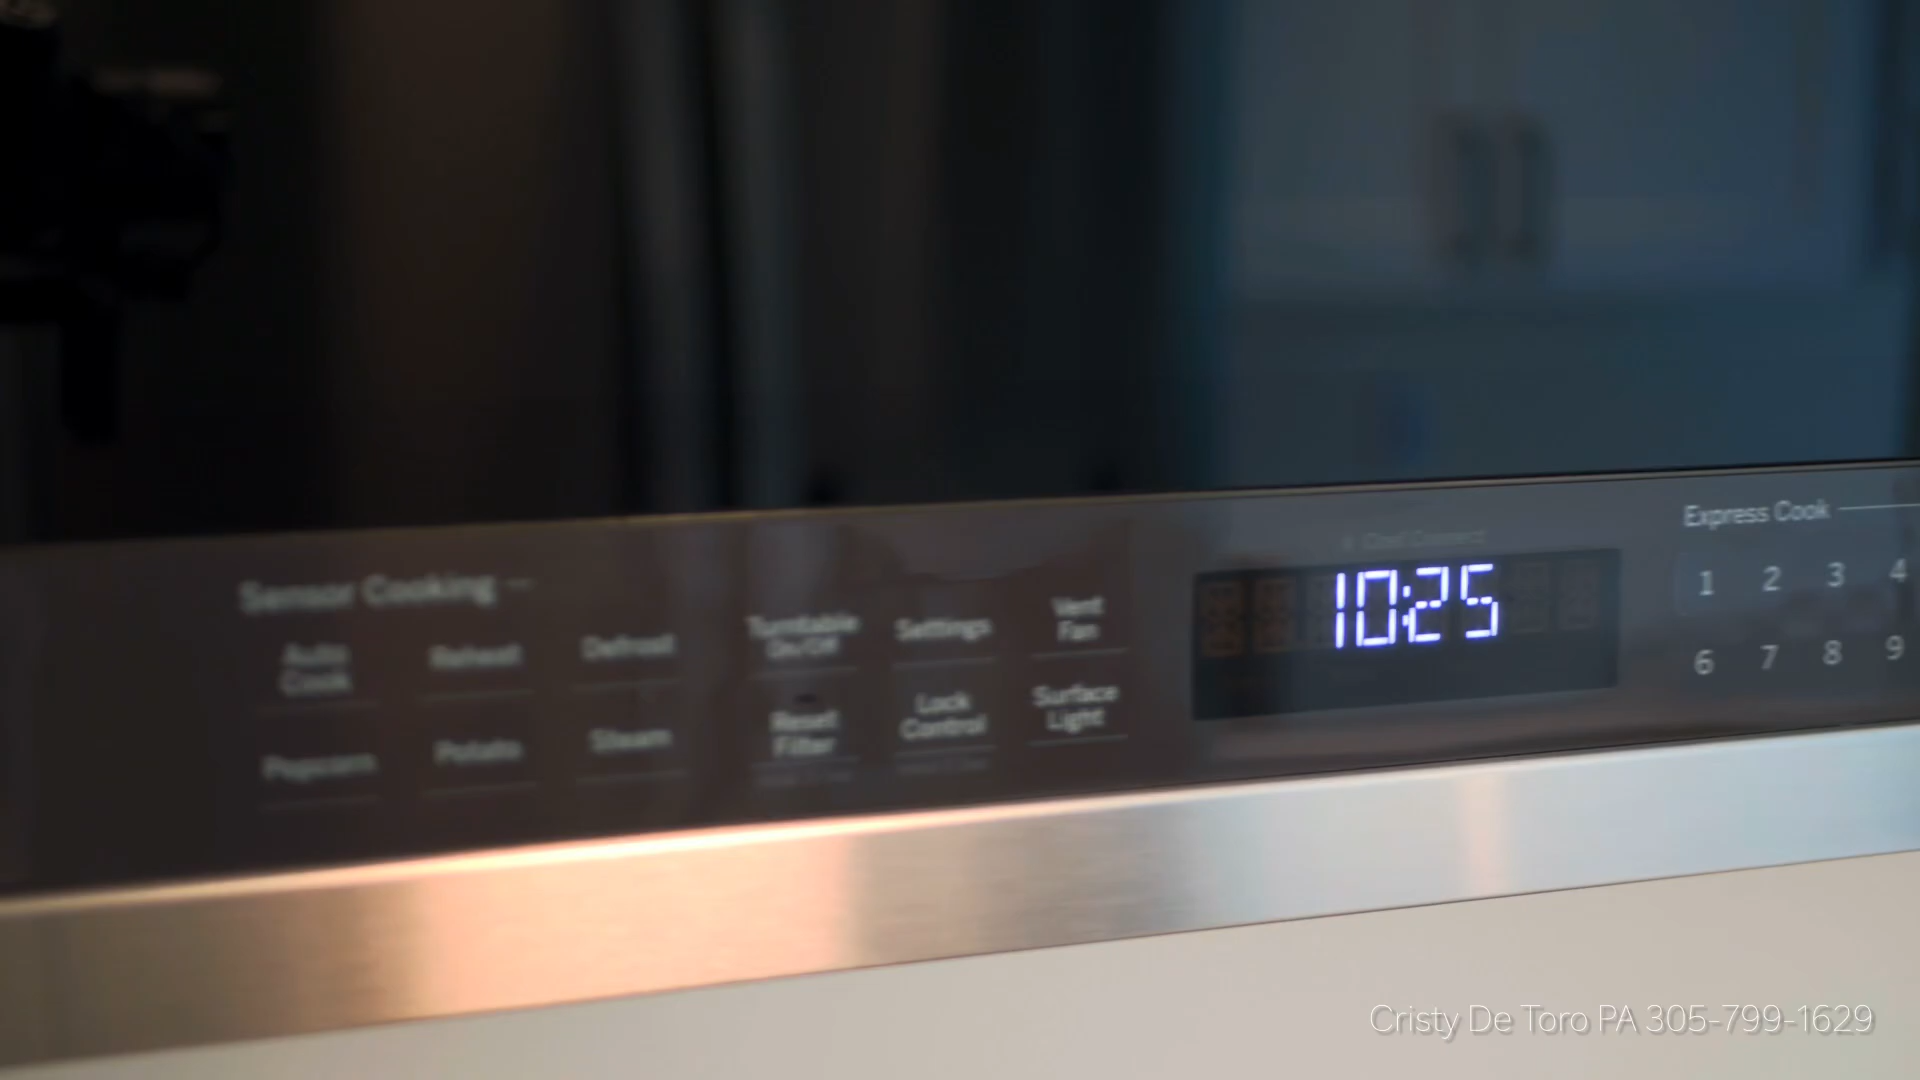 Sensor Cooking
Auto
Cook
Reheat
Defrost
Turntable
On/Off
Settings
Vent
Fan
Popcorn
Potato
Steam
Reset
Filter
Lock
Control
Surface
Light
Chef Connect
10:25
Express Cook
1 2 3 4
6 7 8 9
Cristy De Toro PA 305-799-1629